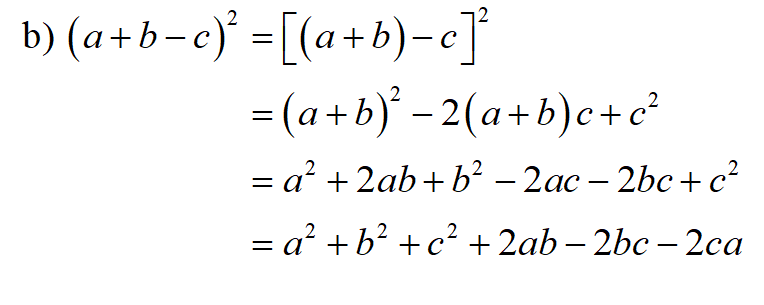 b) (a+b−c)² = [(a+b)−c]²
= (a+b)² − 2(a+b)c + c²
= a² + 2ab + b² − 2ac − 2bc + c²
= a² + b² + c² + 2ab − 2bc − 2ca